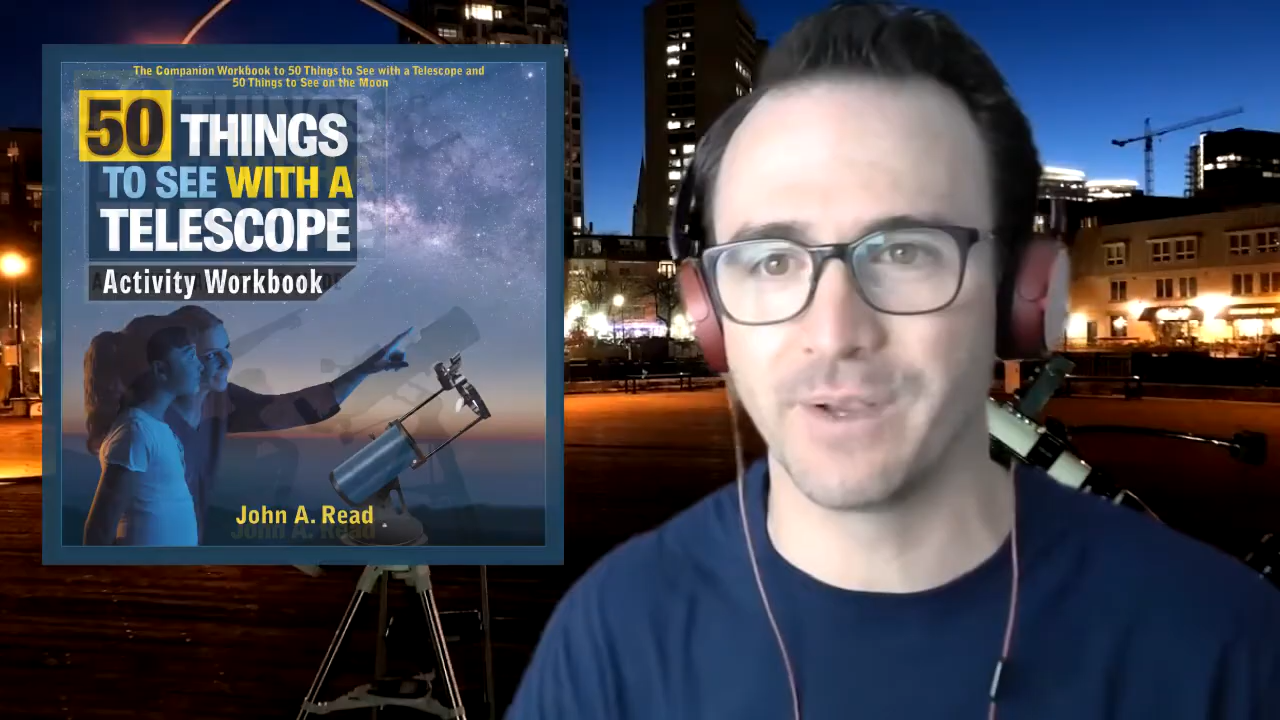 The Companion Workbook to 50 Things to See with a Telescope and
50 Things to See on the Moon
50 THINGS
TO SEE WITH A
TELESCOPE
Activity Workbook
John A. Read